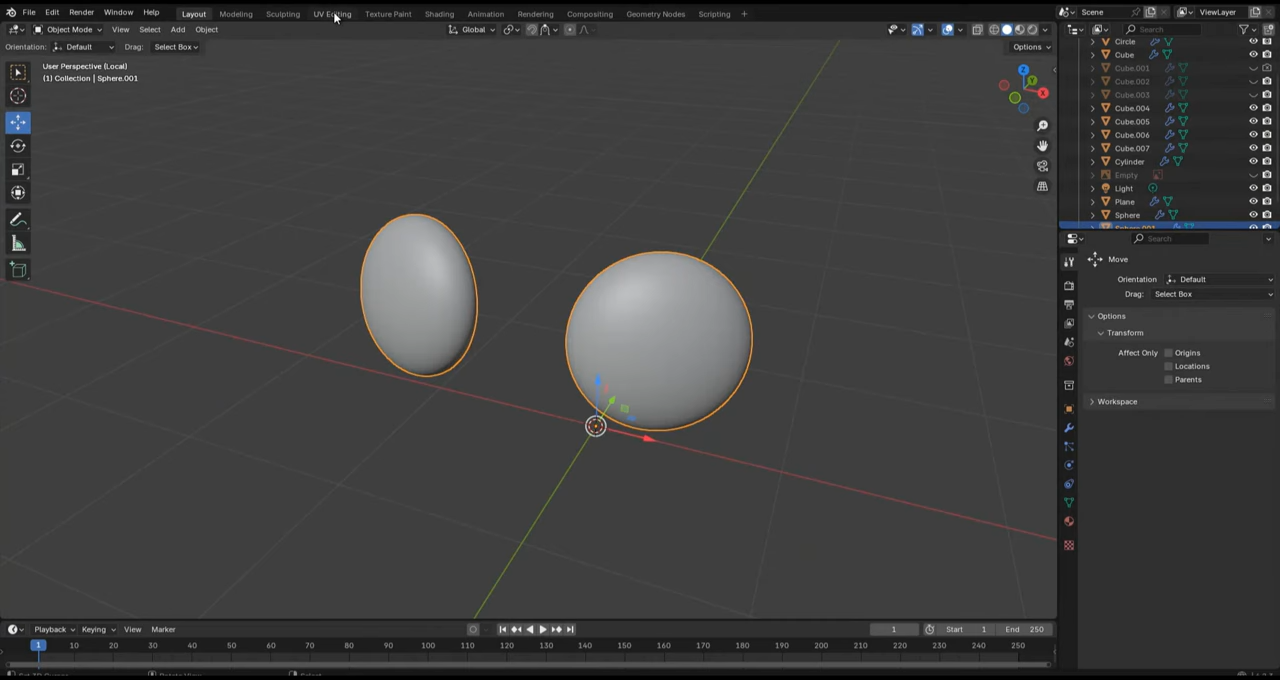 File Edit Render Window Help Layout Modeling Sculpting UV Editing Texture Paint Shading Animation Rendering Compositing Geometry Nodes Scripting + Scene ViewLayer
Object Mode View Select Add Object Global Search
Orientation: Default Drag: Select Box Options
User Perspective (Local)
(1) Collection | Sphere.001
Z
Y
X
Circle
Cube
Cube.001
Cube.002
Cube.003
Cube.004
Cube.005
Cube.006
Cube.007
Cylinder
Empty
Light
Plane
Sphere
Sphere.001
Search
Move
Orientation Default
Drag: Select Box
Options
Transform
Affect Only Origins
Locations
Parents
Workspace
Playback Keying View Marker 1 Start 1 End 250
1 10 20 30 40 50 60 70 80 90 100 110 120 130 140 150 160 170 180 190 200 210 220 230 240 250